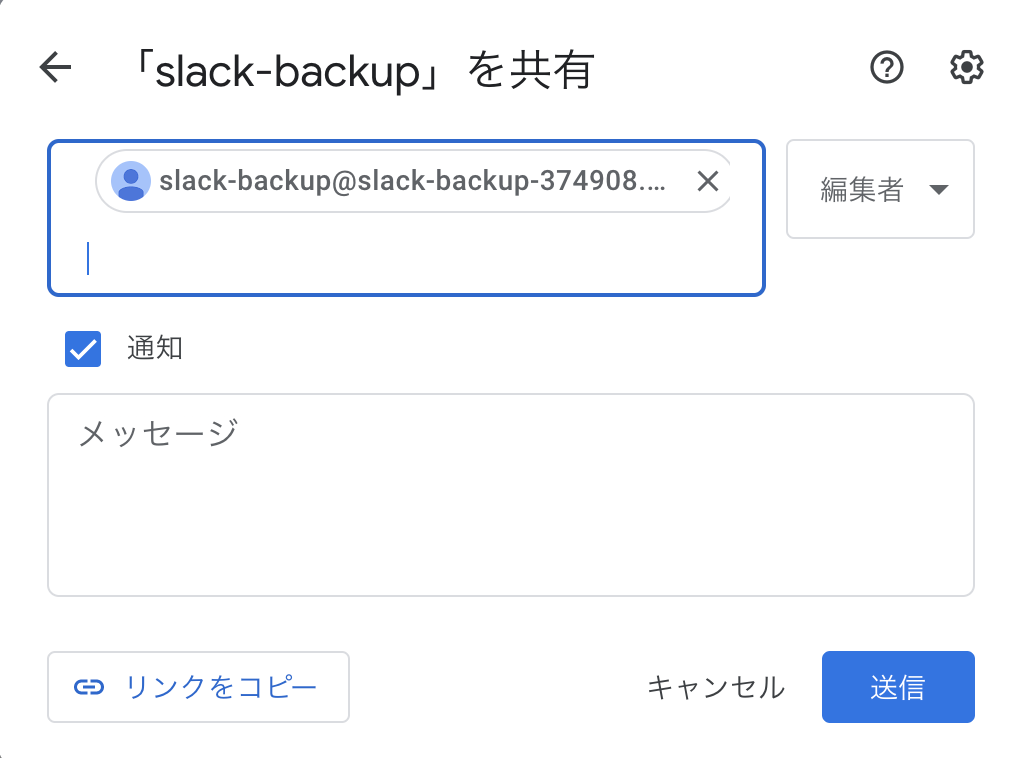 「slack-backup」を共有
slack-backup@slack-backup-374908.…
編集者
通知
メッセージ
リンクをコピー
キャンセル
送信